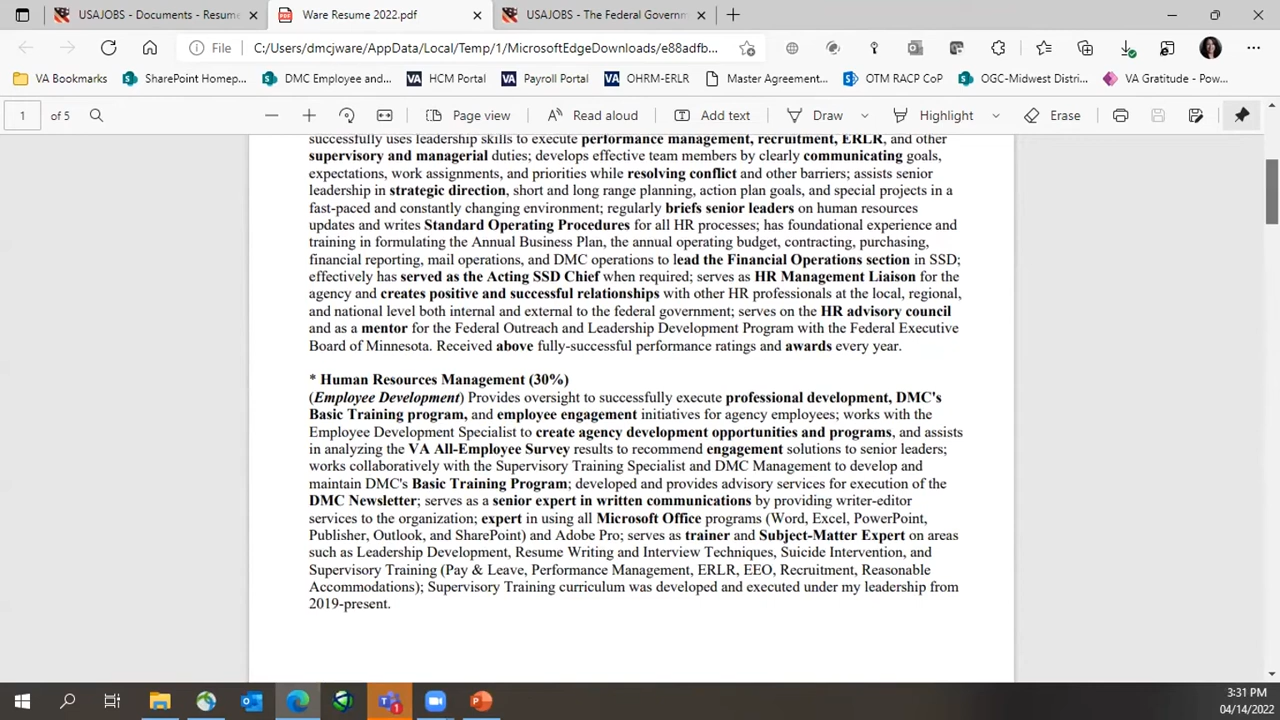 USAJOBS - Documents - Resume
Ware Resume 2022.pdf
USAJOBS - The Federal Governm
File
C:/Users/dmcjware/AppData/Local/Temp/1/MicrosoftEdgeDownloads/e88adfb...
VA Bookmarks
SharePoint Homep...
DMC Employee and...
HCM Portal
Payroll Portal
OHRM-ERLR
Master Agreement...
OTM RACP CoP
OGC-Midwest Distri...
VA Gratitude - Pow...
1 of 5
Page view
Read aloud
Add text
Draw
Highlight
Erase
successfully uses leadership skills to execute performance management, recruitment, ERLR, and other
supervisory and managerial duties; develops effective team members by clearly communicating goals,
expectations, work assignments, and priorities while resolving conflict and other barriers; assists senior
leadership in strategic direction, short and long range planning, action plan goals, and special projects in a
fast-paced and constantly changing environment; regularly briefs senior leaders on human resources
updates and writes Standard Operating Procedures for all HR processes; has foundational experience and
training in formulating the Annual Business Plan, the annual operating budget, contracting, purchasing,
financial reporting, mail operations, and DMC operations to lead the Financial Operations section in SSD;
effectively has served as the Acting SSD Chief when required; serves as HR Management Liaison for the
agency and creates positive and successful relationships with other HR professionals at the local, regional,
and national level both internal and external to the federal government; serves on the HR advisory council
and as a mentor for the Federal Outreach and Leadership Development Program with the Federal Executive
Board of Minnesota. Received above fully-successful performance ratings and awards every year.
* Human Resources Management (30%)
(Employee Development) Provides oversight to successfully execute professional development, DMC's
Basic Training program, and employee engagement initiatives for agency employees; works with the
Employee Development Specialist to create agency development opportunities and programs, and assists
in analyzing the VA All-Employee Survey results to recommend engagement solutions to senior leaders;
works collaboratively with the Supervisory Training Specialist and DMC Management to develop and
maintain DMC's Basic Training Program; developed and provides advisory services for execution of the
DMC Newsletter; serves as a senior expert in written communications by providing writer-editor
services to the organization; expert in using all Microsoft Office programs (Word, Excel, PowerPoint,
Publisher, Outlook, and SharePoint) and Adobe Pro; serves as trainer and Subject-Matter Expert on areas
such as Leadership Development, Resume Writing and Interview Techniques, Suicide Intervention, and
Supervisory Training (Pay & Leave, Performance Management, ERLR, EEO, Recruitment, Reasonable
Accommodations); Supervisory Training curriculum was developed and executed under my leadership from
2019-present.
3:31 PM
04/14/2022